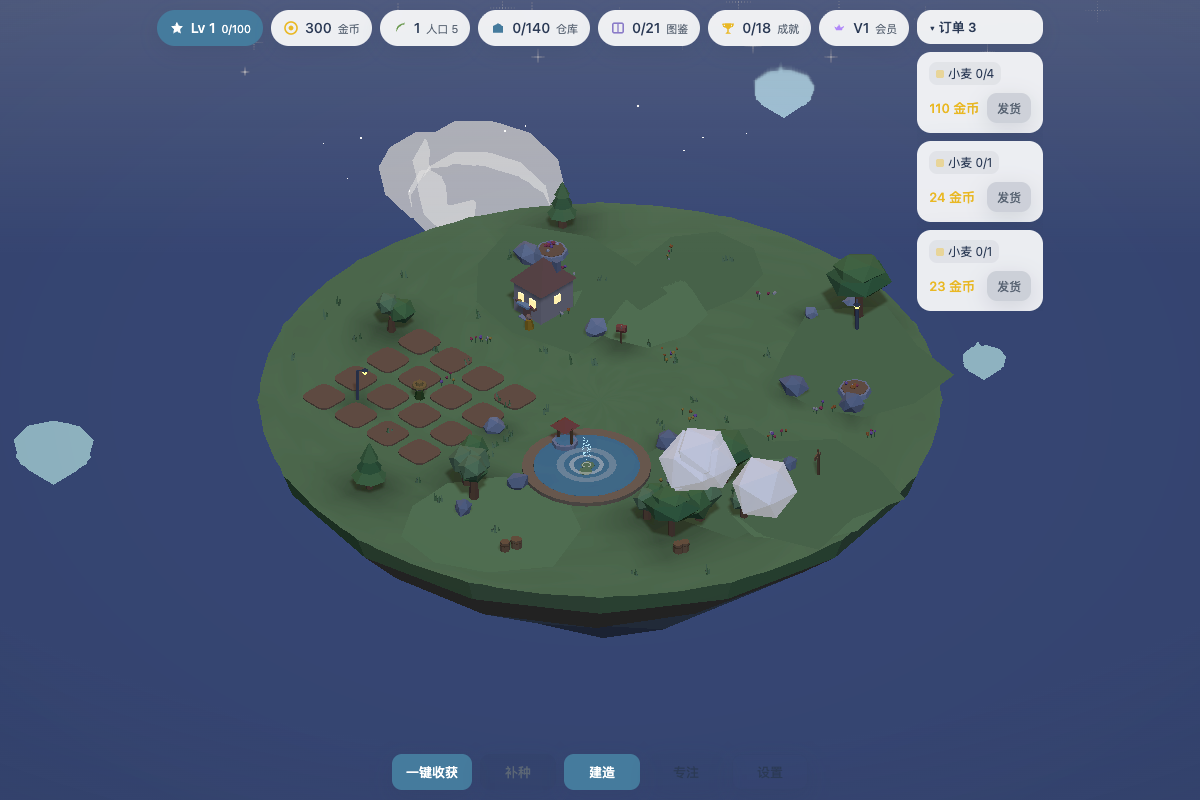 Lv 1 0/100
300 金币
1 人口 5
0/140 仓库
0/21 图鉴
0/18 成就
V1 会员
▾ 订单 3
小麦 0/4
110 金币 发货
小麦 0/1
24 金币 发货
小麦 0/1
23 金币 发货
一键收获 补种 建造 专注 设置